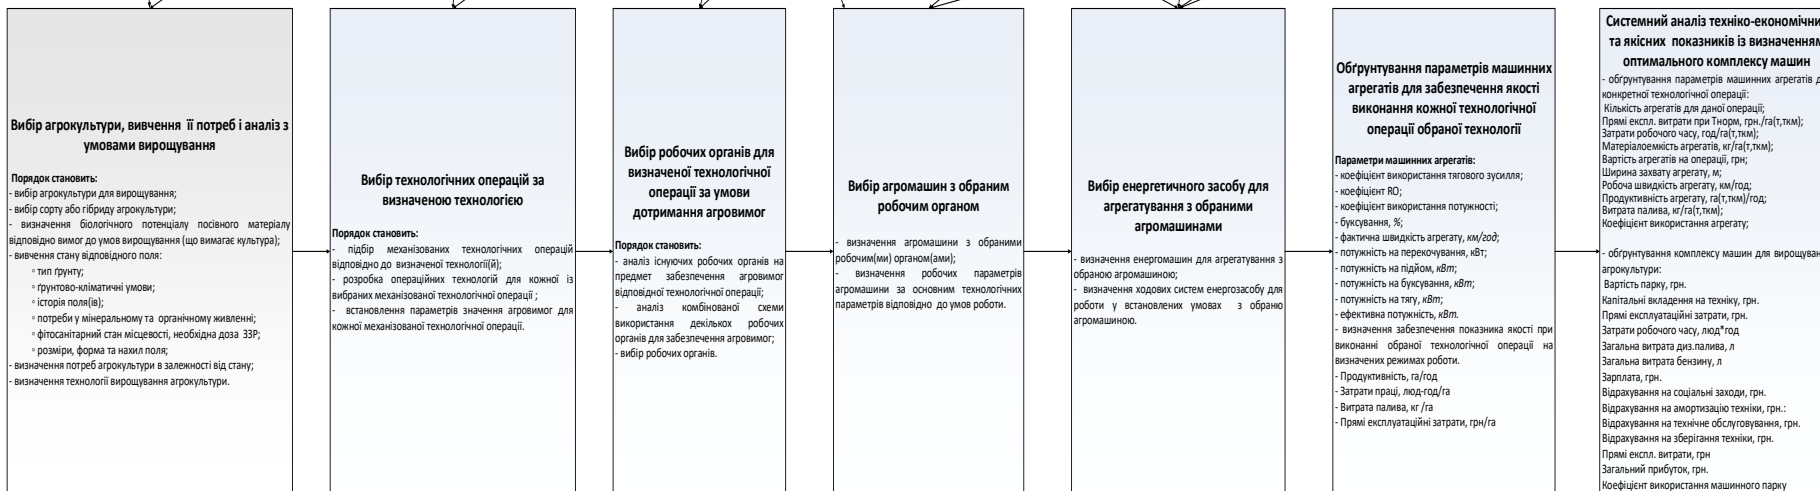 Вибір агрокультури, вивчення її потреб і аналіз з
умовами вирощування
Порядок становить:
- вибір агрокультури для вирощування;
- вибір сорту або гібриду агрокультури;
- визначення біологічного потенціалу посівного матеріалу
відповідно вимог до умов вирощування (що вимагає культура);
- вивчення стану відповідного поля:
◦ тип ґрунту;
◦ ґрунтово-кліматичні умови;
◦ історія поля(ів);
◦ потреби у мінеральному та органічному живленні;
◦ фітосанітарний стан місцевості, необхідна доза ЗЗР;
◦ розміри, форма та нахил поля;
- визначення потреб агрокультури в залежності від стану;
- визначення технології вирощування агрокультури.
Вибір технологічних операцій за
визначеною технологією
Порядок становить:
- підбір механізованих технологічних операцій
відповідно до визначеної технології(й);
- розробка операційних технологій для кожної із
вибраних механізованої технологічної операції ;
- встановлення параметрів значення агровимог для
кожної механізованої технологічної операції.
Вибір робочих органів для
визначеної технологічної
операції за умови
дотримання агровимог
Порядок становить:
- аналіз існуючих робочих органів на
предмет забезпечення агровимог
відповідної технологічної операції;
- аналіз комбінованої схеми
використання декількох робочих
органів для забезпечення агровимог;
- вибір робочих органів.
Вибір агромашин з обраним
робочим органом
- визначення агромашини з обраними
робочим(ми) органом(ами);
- визначення робочих параметрів
агромашини за основним технологічних
параметрів відповідно до умов роботи.
Вибір енергетичного засобу для
агрегатування з обраними
агромашинами
- визначення енергомашин для агрегатування з
обраною агромашиною;
- визначення ходових систем енергозасобу для
роботи у встановлених умовах з обраню
агромашиною.
Обґрунтування параметрів машинних
агрегатів для забезпечення якості
виконання кожної технологічної
операції обраної технології
Параметри машинних агрегатів:
- коефіцієнт використання тягового зусилля;
- коефіцієнт RO;
- коефіцієнт використання потужності;
- буксування, %;
- фактична швидкість агрегату, км/год;
- потужність на перекочування, кВт;
- потужність на підйом, кВт;
- потужність на буксування, кВт;
- потужність на тягу, кВт;
- ефективна потужність, кВт.
- визначення забезпечення показника якості при
виконанні обраної технологічної операції на
визначених режимах роботи.
- Продуктивність, га/год
- Затрати праці, люд-год/га
- Витрата палива, кг /га
- Прямі експлуатаційні затрати, грн/га
Системний аналіз техніко-економічни
та якісних показників із визначенням
оптимального комплексу машин
- обґрунтування параметрів машинних агрегатів д
конкретної технологічної операції:
Кількість агрегатів для даної операції;
Прямі експл. витрати при Тнорм, грн./га(т,ткм);
Затрати робочого часу, год/га(т,ткм);
Матеріалоемкість агрегатів, кг/га(т,ткм);
Вартість агрегатів на операції, грн;
Ширина захвату агрегату, м;
Робоча швидкість агрегату, км/год;
Продуктивність агрегату, га(т,ткм)/год;
Витрата палива, кг/га(т,ткм);
Коефіцієнт використання агрегату;
- обґрунтування комплексу машин для вирощуван
агрокультури:
Вартість парку, грн.
Капітальні вкладення на техніку, грн.
Прямі експлуатаційні затрати, грн.
Затрати робочого часу, люд*год
Загальна витрата диз.палива, л
Загальна витрата бензину, л
Зарплата, грн.
Відрахування на соціальні заходи, грн.
Відрахування на амортизацію техніки, грн.:
Відрахування на технічне обслуговування, грн.
Відрахування на зберігання техніки, грн.
Прямі експл. витрати, грн
Загальний прибуток, грн.
Коефіцієнт використання машинного парку